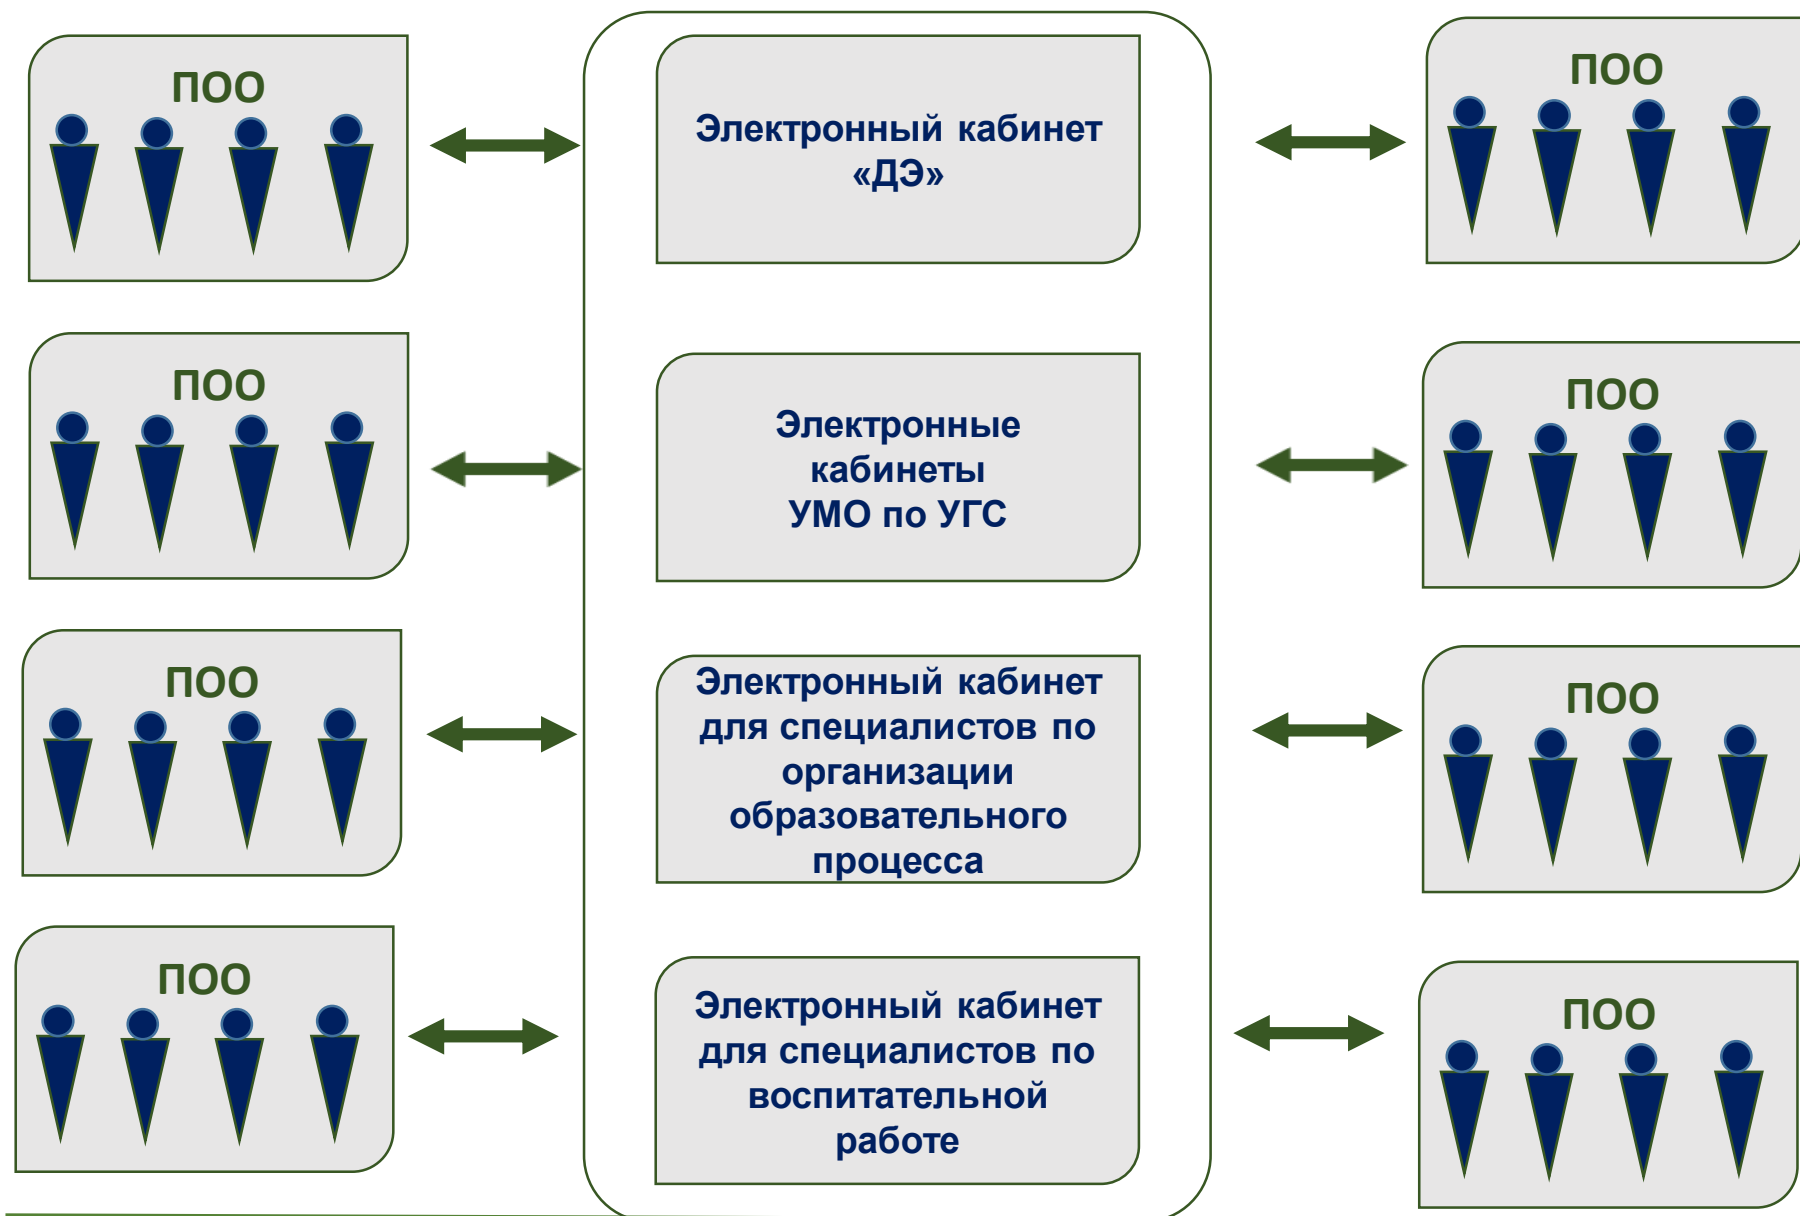 ПОО
Электронный кабинет
«ДЭ»
ПОО
ПОО
Электронные
кабинеты
УМО по УГС
ПОО
ПОО
Электронный кабинет
для специалистов по
организации
образовательного
процесса
ПОО
ПОО
Электронный кабинет
для специалистов по
воспитательной
работе
ПОО